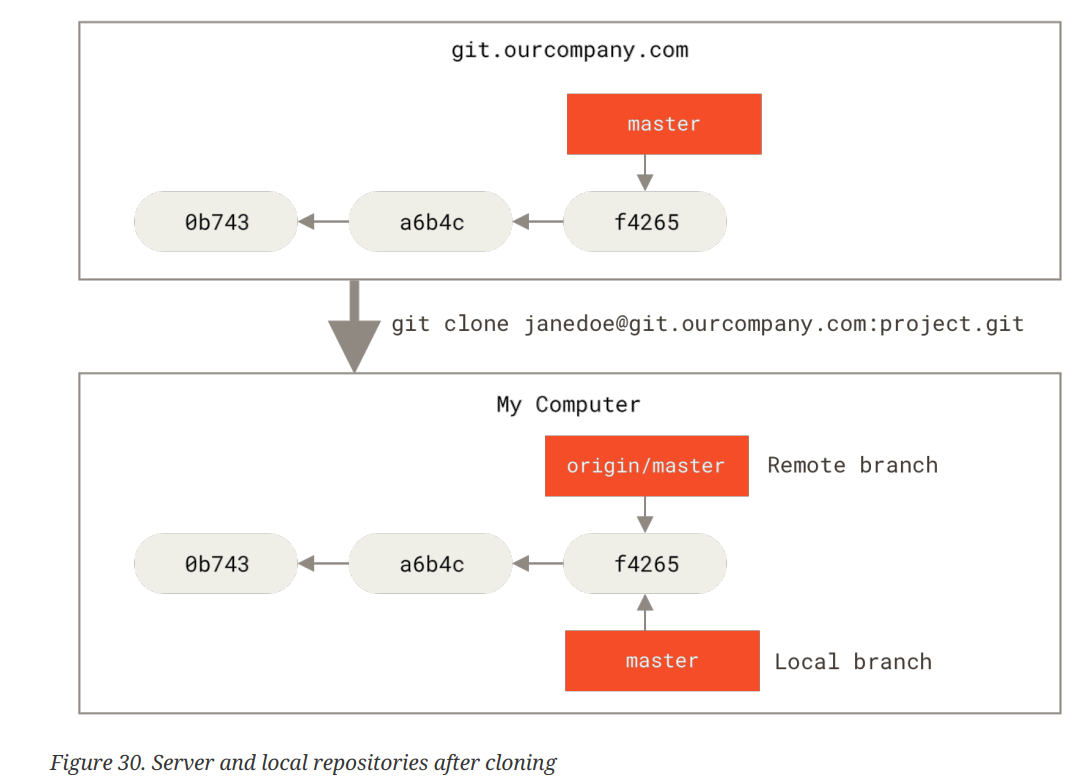 git.ourcompany.com
master
0b743 a6b4c f4265
git clone janedoe@git.ourcompany.com:project.git
My Computer
origin/master Remote branch
0b743 a6b4c f4265
master Local branch
Figure 30. Server and local repositories after cloning